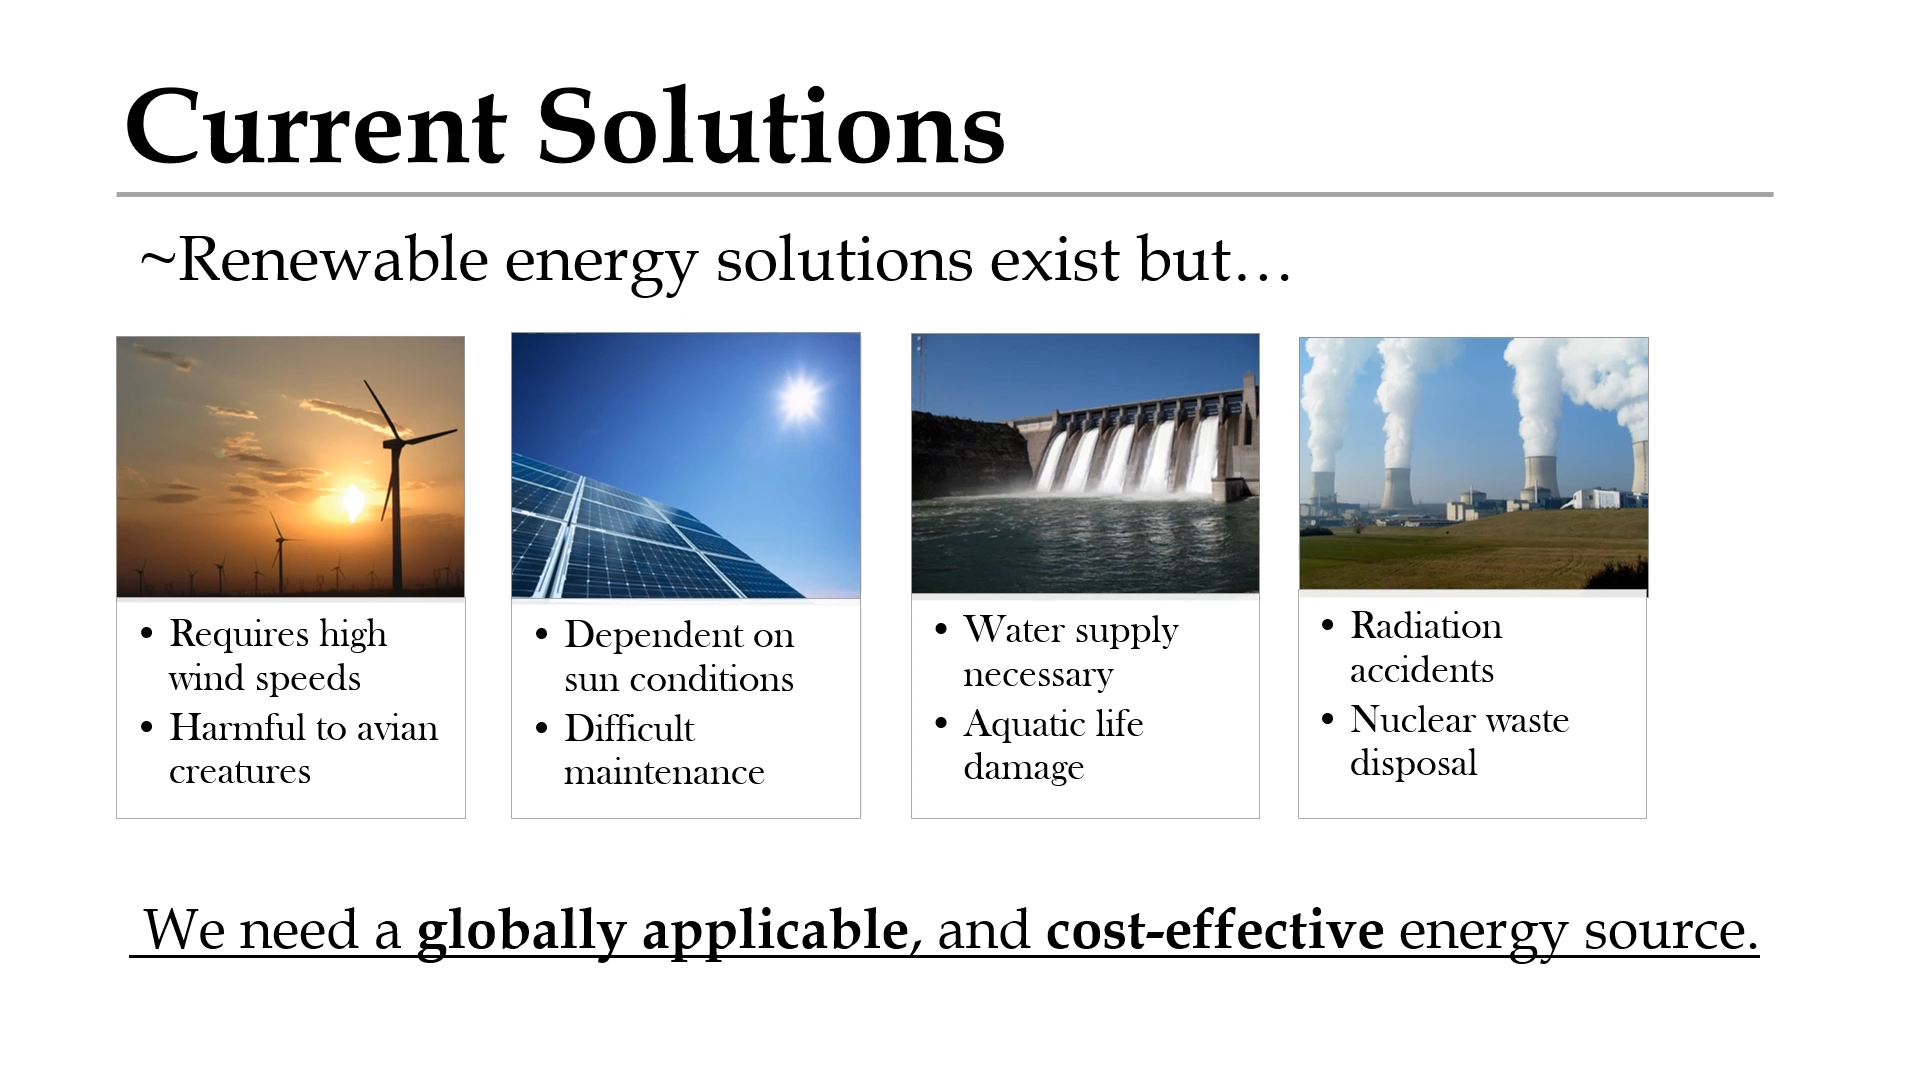 Current Solutions
~Renewable energy solutions exist but…
• Requires high
wind speeds
• Harmful to avian
creatures
• Dependent on
sun conditions
• Difficult
maintenance
• Water supply
necessary
• Aquatic life
damage
• Radiation
accidents
• Nuclear waste
disposal
We need a globally applicable, and cost-effective energy source.